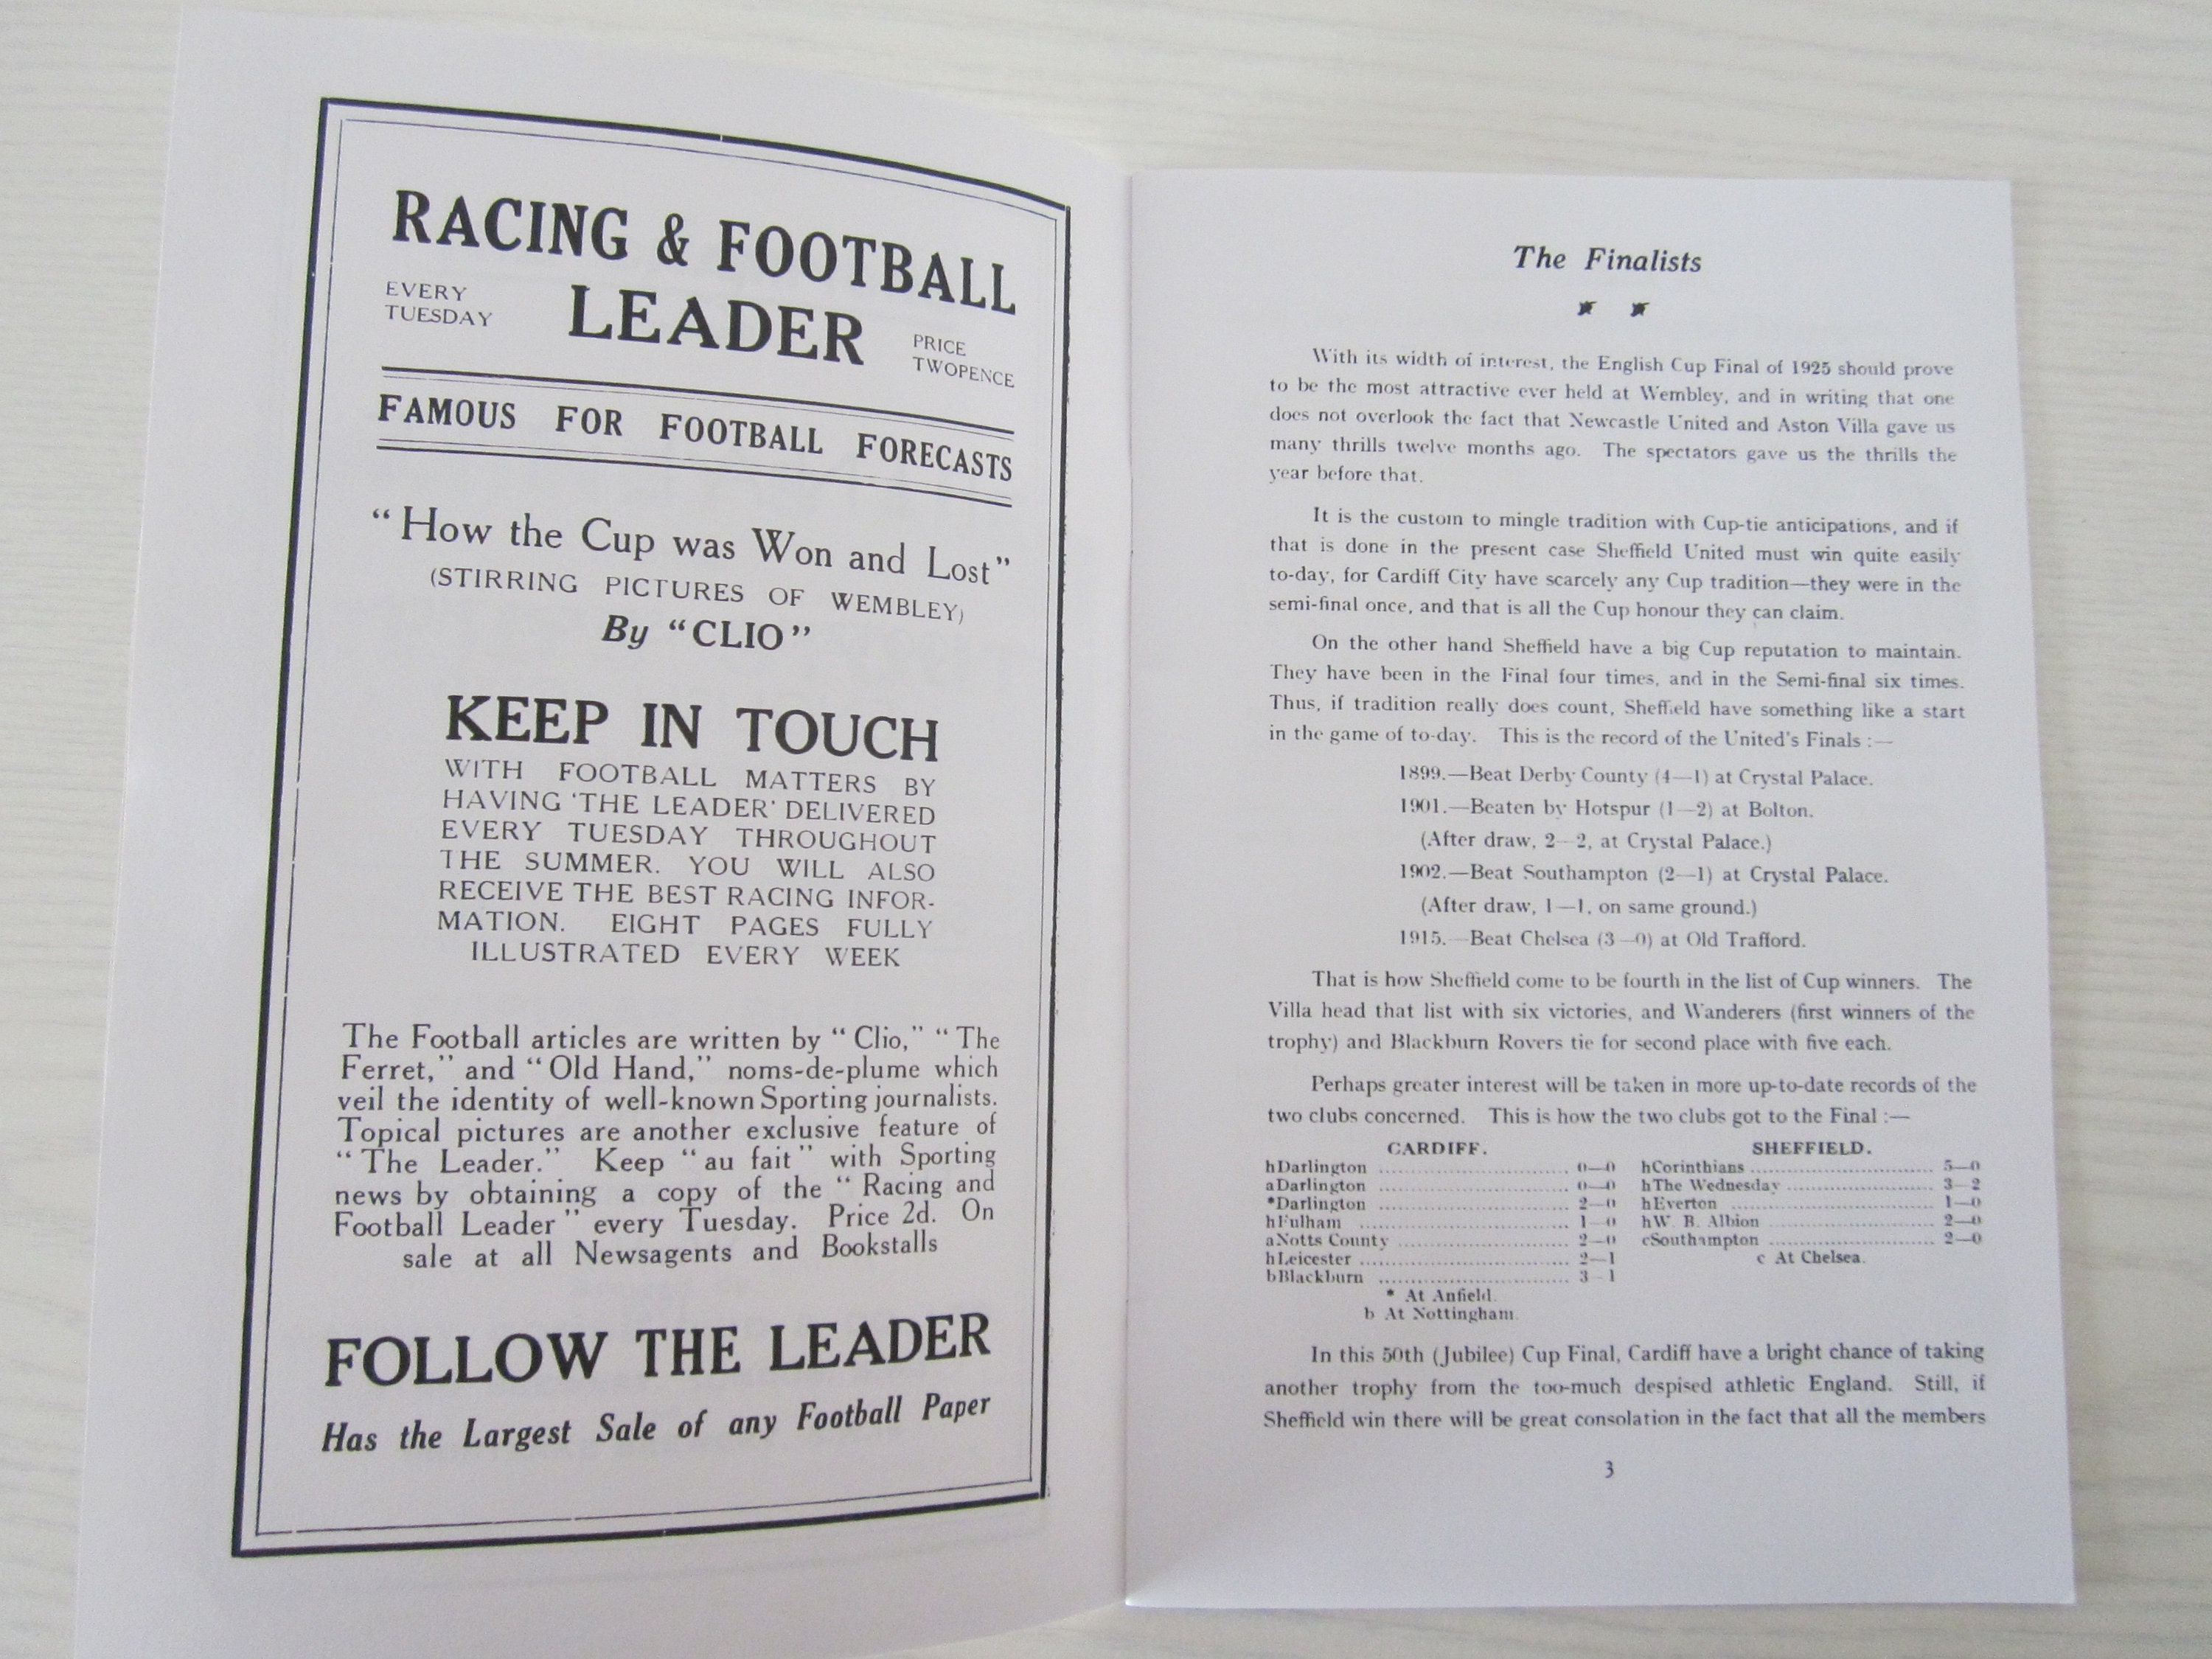 RACING & FOOTBALL
EVERY
TUESDAY
LEADER
PRICE
TWOPENCE
FAMOUS FOR FOOTBALL FORECASTS
“How the Cup was Won and Lost”
(STIRRING PICTURES OF WEMBLEY)
By “CLIO”
KEEP IN TOUCH
WITH FOOTBALL MATTERS BY
HAVING ‘THE LEADER’ DELIVERED
EVERY TUESDAY THROUGHOUT
THE SUMMER. YOU WILL ALSO
RECEIVE THE BEST RACING INFOR-
MATION. EIGHT PAGES FULLY
ILLUSTRATED EVERY WEEK
The Football articles are written by “Clio,” “The
Ferret,” and “Old Hand,” noms-de-plume which
veil the identity of well-known Sporting journalists.
Topical pictures are another exclusive feature of
“The Leader.” Keep “au fait” with Sporting
news by obtaining a copy of the “Racing and
Football Leader” every Tuesday. Price 2d. On
sale at all Newsagents and Bookstalls
FOLLOW THE LEADER
Has the Largest Sale of any Football Paper
The Finalists
With its width of interest, the English Cup Final of 1925 should prove
to be the most attractive ever held at Wembley, and in writing that one
does not overlook the fact that Newcastle United and Aston Villa gave us
many thrills twelve months ago. The spectators gave us the thrills the
year before that.
It is the custom to mingle tradition with Cup-tie anticipations, and if
that is done in the present case Sheffield United must win quite easily
to-day, for Cardiff City have scarcely any Cup tradition—they were in the
semi-final once, and that is all the Cup honour they can claim.
On the other hand Sheffield have a big Cup reputation to maintain.
They have been in the Final four times, and in the Semi-final six times.
Thus, if tradition really does count, Sheffield have something like a start
in the game of to-day. This is the record of the United's Finals :—
1899.—Beat Derby County (4—1) at Crystal Palace.
1901.—Beaten by Hotspur (1—2) at Bolton.
(After draw, 2—2, at Crystal Palace.)
1902.—Beat Southampton (2—1) at Crystal Palace.
(After draw, 1—1, on same ground.)
1915.—Beat Chelsea (3—0) at Old Trafford.
That is how Sheffield come to be fourth in the list of Cup winners. The
Villa head that list with six victories, and Wanderers (first winners of the
trophy) and Blackburn Rovers tie for second place with five each.
Perhaps greater interest will be taken in more up-to-date records of the
two clubs concerned. This is how the two clubs got to the Final :—
CARDIFF.
hDarlington ........ 0—0
aDarlington ........ 0—0
*Darlington ........ 2—0
hFulham ........ 1—0
aNotts County ........ 2—0
hLeicester ........ 2—1
bBlackburn ........ 3—1
* At Anfield.
b At Nottingham.
SHEFFIELD.
hCorinthians ........ 5—0
hThe Wednesday ........ 3—2
hEverton ........ 1—0
hW. B. Albion ........ 2—0
cSouthampton ........ 2—0
c At Chelsea.
In this 50th (Jubilee) Cup Final, Cardiff have a bright chance of taking
another trophy from the too-much despised athletic England. Still, if
Sheffield win there will be great consolation in the fact that all the members
3